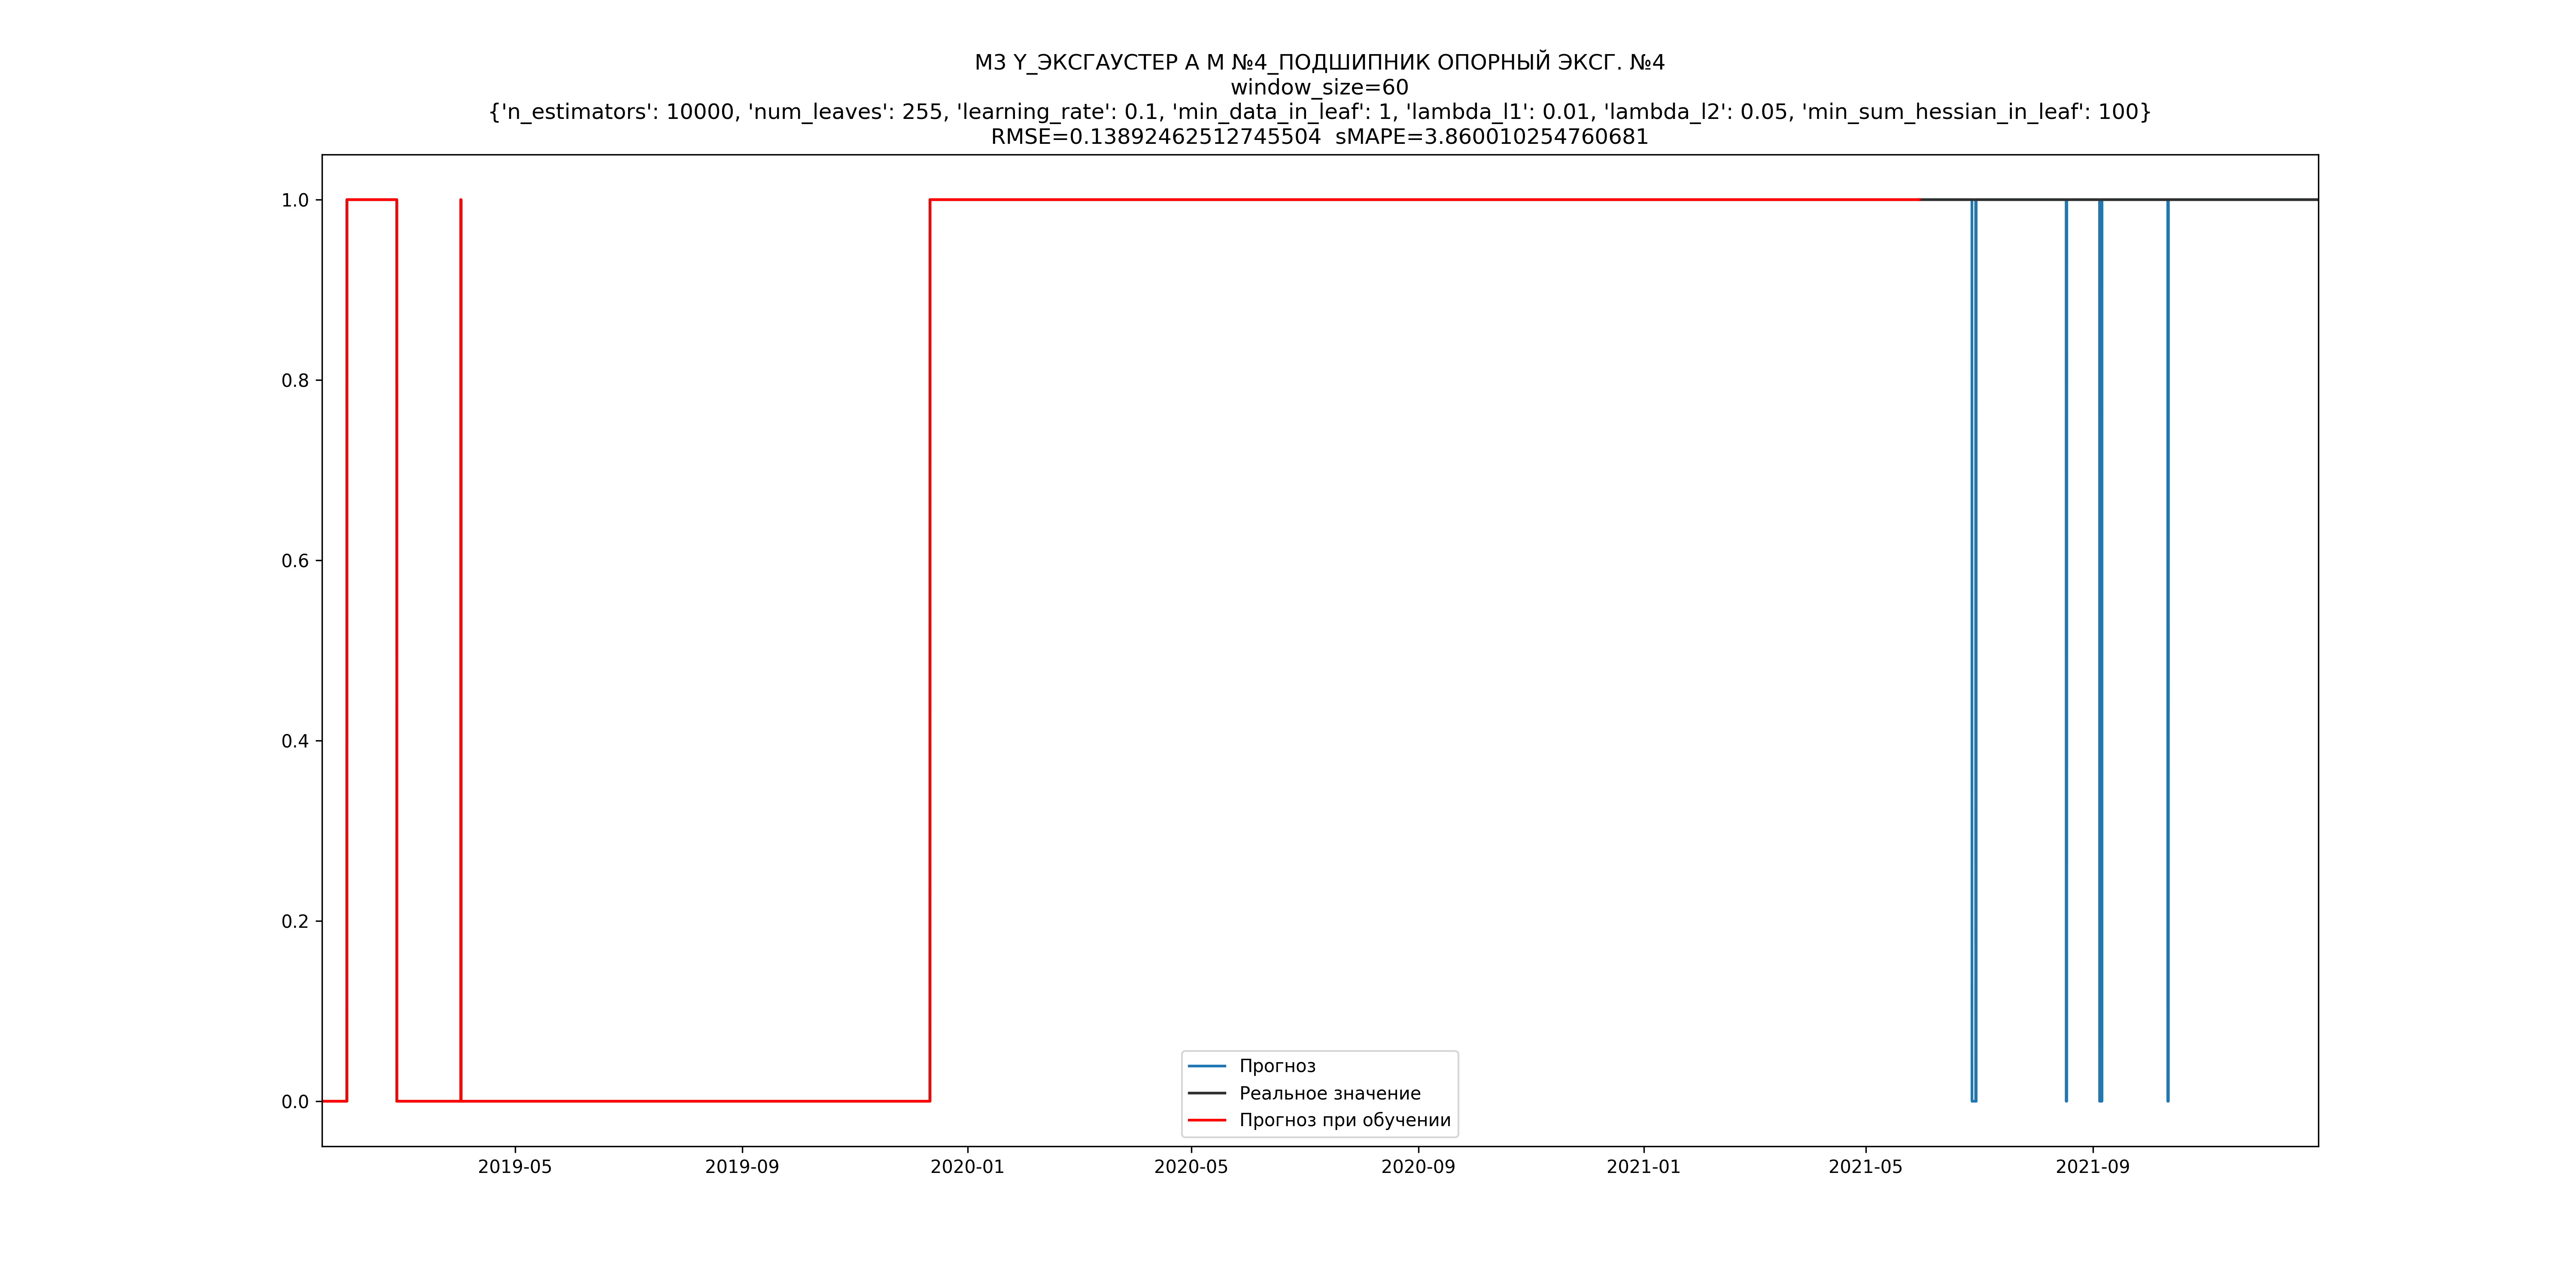 М3 Y_ЭКСГАУСТЕР А М №4_ПОДШИПНИК ОПОРНЫЙ ЭКСГ. №4
window_size=60
{'n_estimators': 10000, 'num_leaves': 255, 'learning_rate': 0.1, 'min_data_in_leaf': 1, 'lambda_l1': 0.01, 'lambda_l2': 0.05, 'min_sum_hessian_in_leaf': 100}
RMSE=0.13892462512745504  sMAPE=3.860010254760681
1.0
0.8
0.6
0.4
0.2
0.0
Прогноз
Реальное значение
Прогноз при обучении
2019-05
2019-09
2020-01
2020-05
2020-09
2021-01
2021-05
2021-09